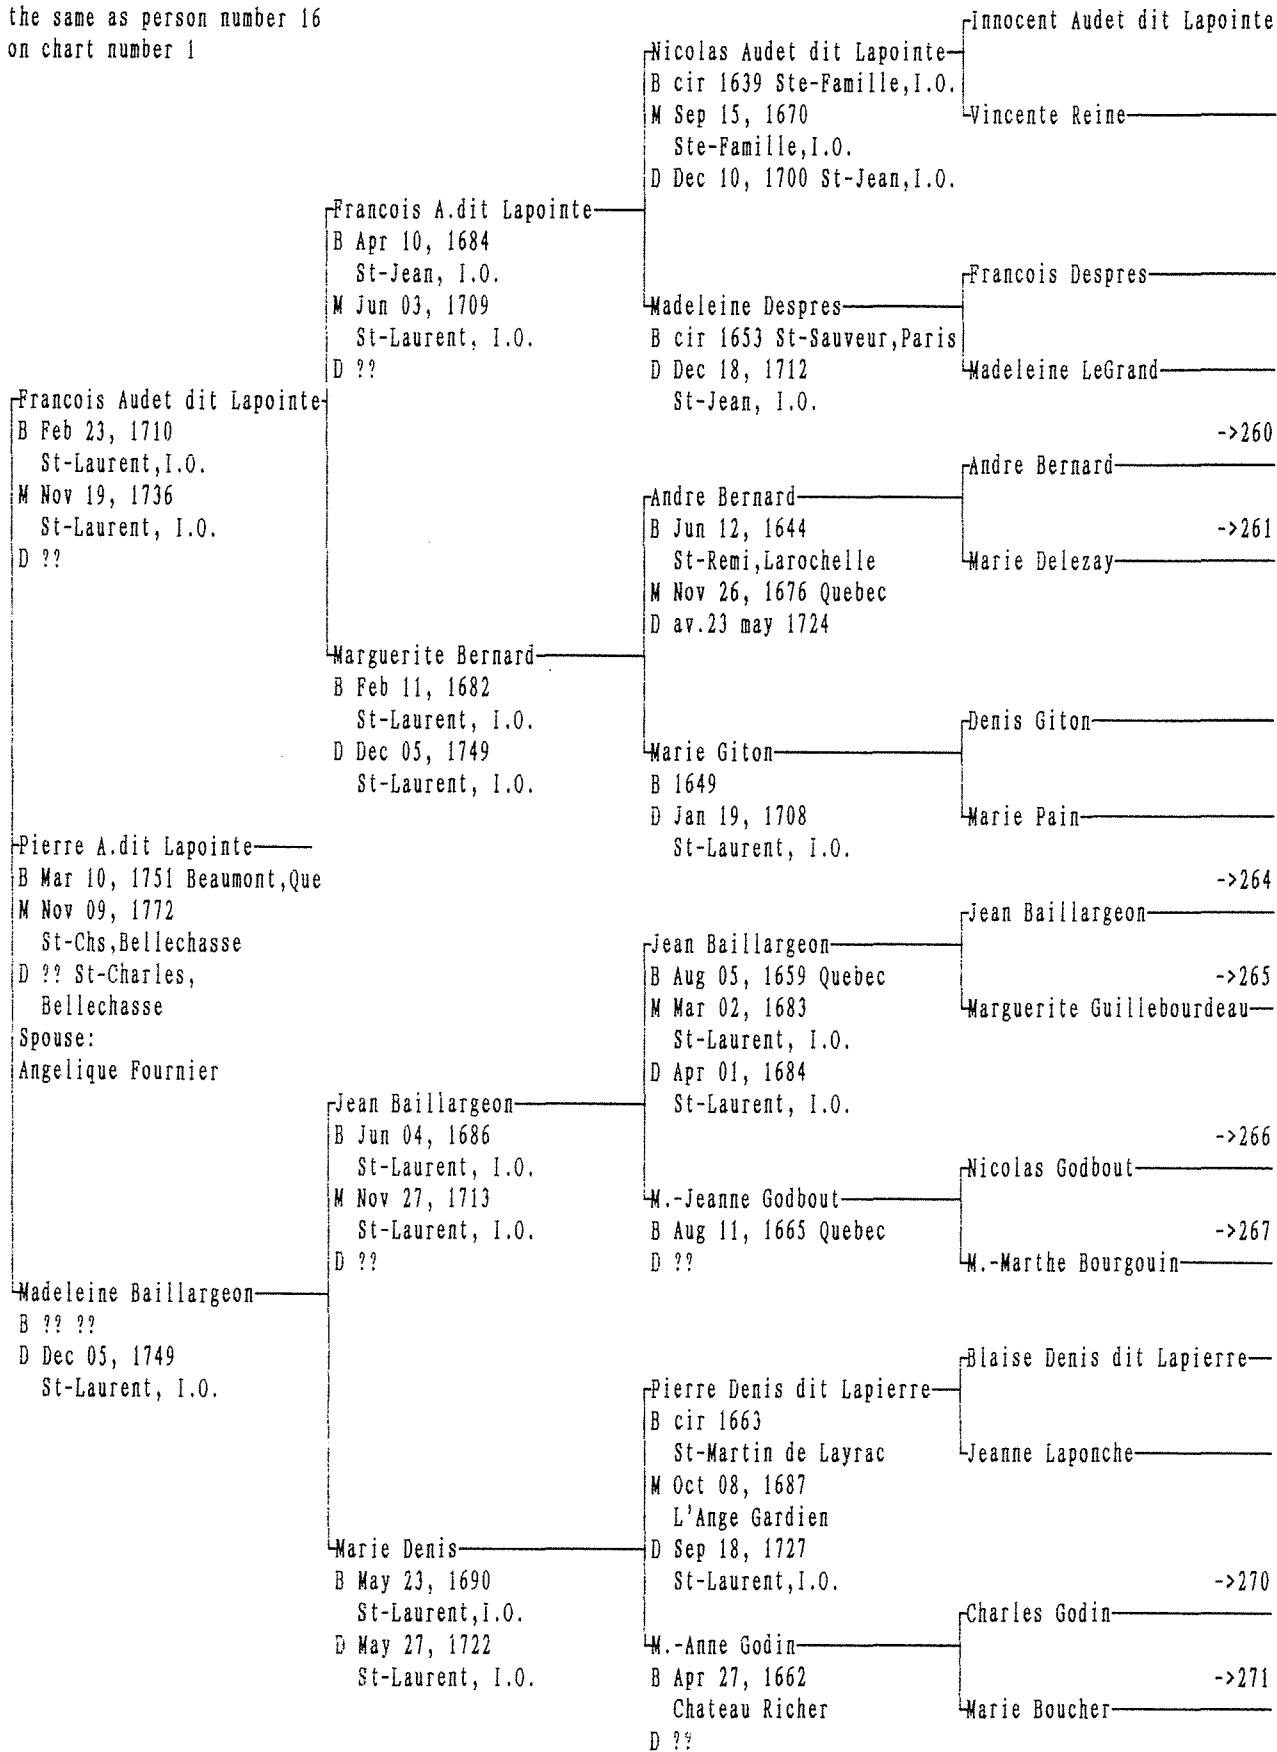 the same as person number 16
on chart number 1
Innocent Audet dit Lapointe
Nicolas Audet dit Lapointe
B cir 1639 Ste-Famille,I.O.
M Sep 15, 1670
Ste-Famille,I.O.
D Dec 10, 1700 St-Jean,I.O.
Vincente Reine
Francois A.dit Lapointe
B Apr 10, 1684
St-Jean, I.O.
M Jun 03, 1709
St-Laurent, I.O.
D ??
Francois Despres
Madeleine Despres
B cir 1653 St-Sauveur,Paris
D Dec 18, 1712
St-Jean, I.O.
Madeleine LeGrand
Francois Audet dit Lapointe
B Feb 23, 1710
St-Laurent,I.O.
M Nov 19, 1736
St-Laurent, I.O.
D ??
->260
Andre Bernard
Andre Bernard
B Jun 12, 1644
St-Remi,Larochelle
M Nov 26, 1676 Quebec
D av.23 may 1724
->261
Marie Delezay
Marguerite Bernard
B Feb 11, 1682
St-Laurent, I.O.
D Dec 05, 1749
St-Laurent, I.O.
Denis Giton
Marie Giton
B 1649
D Jan 19, 1708
St-Laurent, I.O.
Marie Pain
Pierre A.dit Lapointe
B Mar 10, 1751 Beaumont,Que
M Nov 09, 1772
St-Chs,Bellechasse
D ?? St-Charles,
Bellechasse
Spouse:
Angelique Fournier
->264
Jean Baillargeon
Jean Baillargeon
B Aug 05, 1659 Quebec
M Mar 02, 1683
St-Laurent, I.O.
D Apr 01, 1684
St-Laurent, I.O.
->265
Marguerite Guillebourdeau
Jean Baillargeon
B Jun 04, 1686
St-Laurent, I.O.
M Nov 27, 1713
St-Laurent, I.O.
D ??
->266
Nicolas Godbout
M.-Jeanne Godbout
B Aug 11, 1665 Quebec
D ??
->267
M.-Marthe Bourgouin
Madeleine Baillargeon
B ?? ??
D Dec 05, 1749
St-Laurent, I.O.
Blaise Denis dit Lapierre
Pierre Denis dit Lapierre
B cir 1663
St-Martin de Layrac
M Oct 08, 1687
L'Ange Gardien
D Sep 18, 1727
St-Laurent,I.O.
Jeanne Laponche
Marie Denis
B May 23, 1690
St-Laurent,I.O.
D May 27, 1722
St-Laurent, I.O.
->270
Charles Godin
M.-Anne Godin
B Apr 27, 1662
Chateau Richer
D ??
->271
Marie Boucher